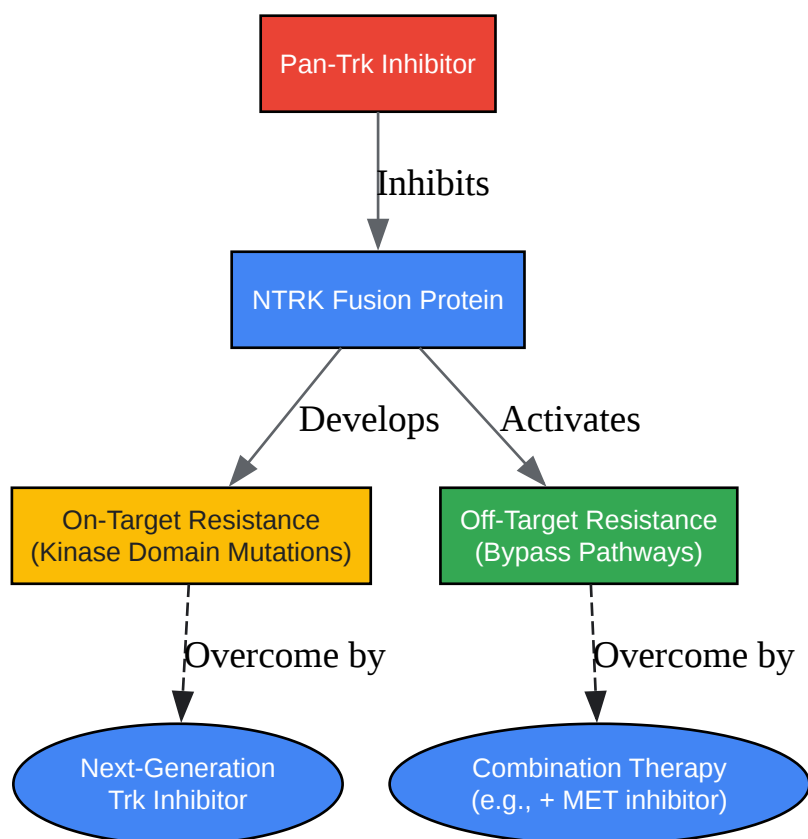 Pan-Trk Inhibitor
Inhibits
NTRK Fusion Protein
Develops
Activates
On-Target Resistance
(Kinase Domain Mutations)
Off-Target Resistance
(Bypass Pathways)
Overcome by
Overcome by
Next-Generation
Trk Inhibitor
Combination Therapy
(e.g., + MET inhibitor)